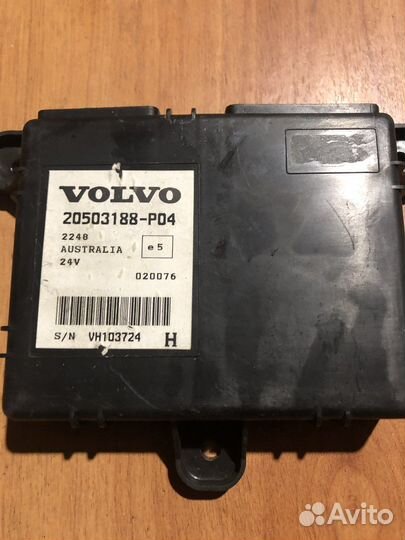 VOLVO
20503188-P04
2248
AUSTRALIA
e5
24V
020076
S/N VH103724 H
Avito